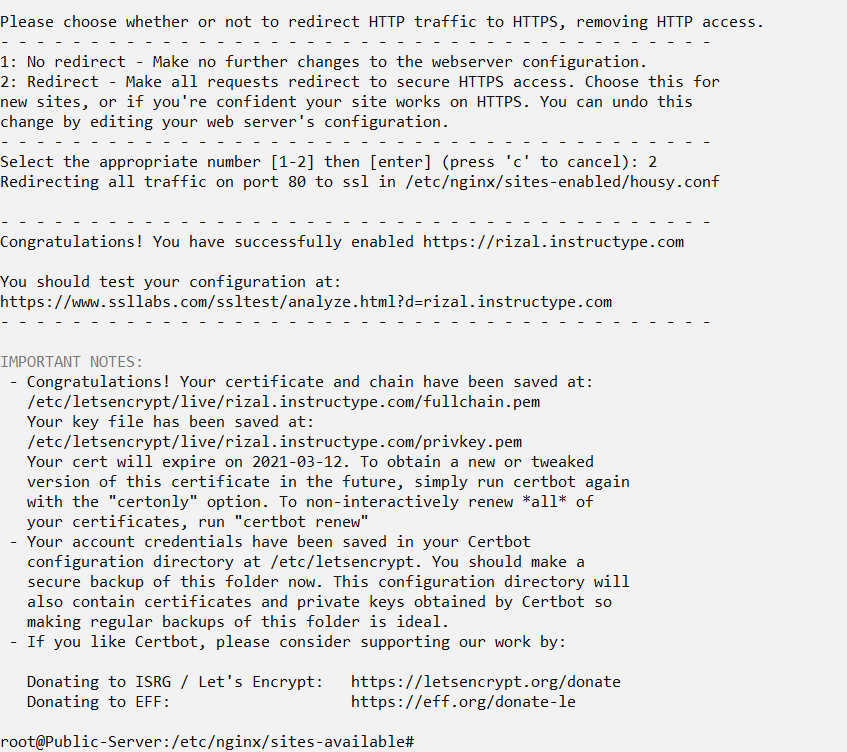 Please choose whether or not to redirect HTTP traffic to HTTPS, removing HTTP access.
- - - - - - - - - - - - - - - - - - - - - - - - - - - - - - - - - - - - - - - -
1: No redirect - Make no further changes to the webserver configuration.
2: Redirect - Make all requests redirect to secure HTTPS access. Choose this for
new sites, or if you're confident your site works on HTTPS. You can undo this
change by editing your web server's configuration.
- - - - - - - - - - - - - - - - - - - - - - - - - - - - - - - - - - - - - - - -
Select the appropriate number [1-2] then [enter] (press 'c' to cancel): 2
Redirecting all traffic on port 80 to ssl in /etc/nginx/sites-enabled/housy.conf
- - - - - - - - - - - - - - - - - - - - - - - - - - - - - - - - - - - - - - - -
Congratulations! You have successfully enabled https://rizal.instructype.com
You should test your configuration at:
https://www.ssllabs.com/ssltest/analyze.html?d=rizal.instructype.com
- - - - - - - - - - - - - - - - - - - - - - - - - - - - - - - - - - - - - - - -
IMPORTANT NOTES:
- Congratulations! Your certificate and chain have been saved at:
/etc/letsencrypt/live/rizal.instructype.com/fullchain.pem
Your key file has been saved at:
/etc/letsencrypt/live/rizal.instructype.com/privkey.pem
Your cert will expire on 2021-03-12. To obtain a new or tweaked
version of this certificate in the future, simply run certbot again
with the "certonly" option. To non-interactively renew *all* of
your certificates, run "certbot renew"
- Your account credentials have been saved in your Certbot
configuration directory at /etc/letsencrypt. You should make a
secure backup of this folder now. This configuration directory will
also contain certificates and private keys obtained by Certbot so
making regular backups of this folder is ideal.
- If you like Certbot, please consider supporting our work by:
Donating to ISRG / Let's Encrypt:   https://letsencrypt.org/donate
Donating to EFF:                    https://eff.org/donate-le
root@Public-Server:/etc/nginx/sites-available#